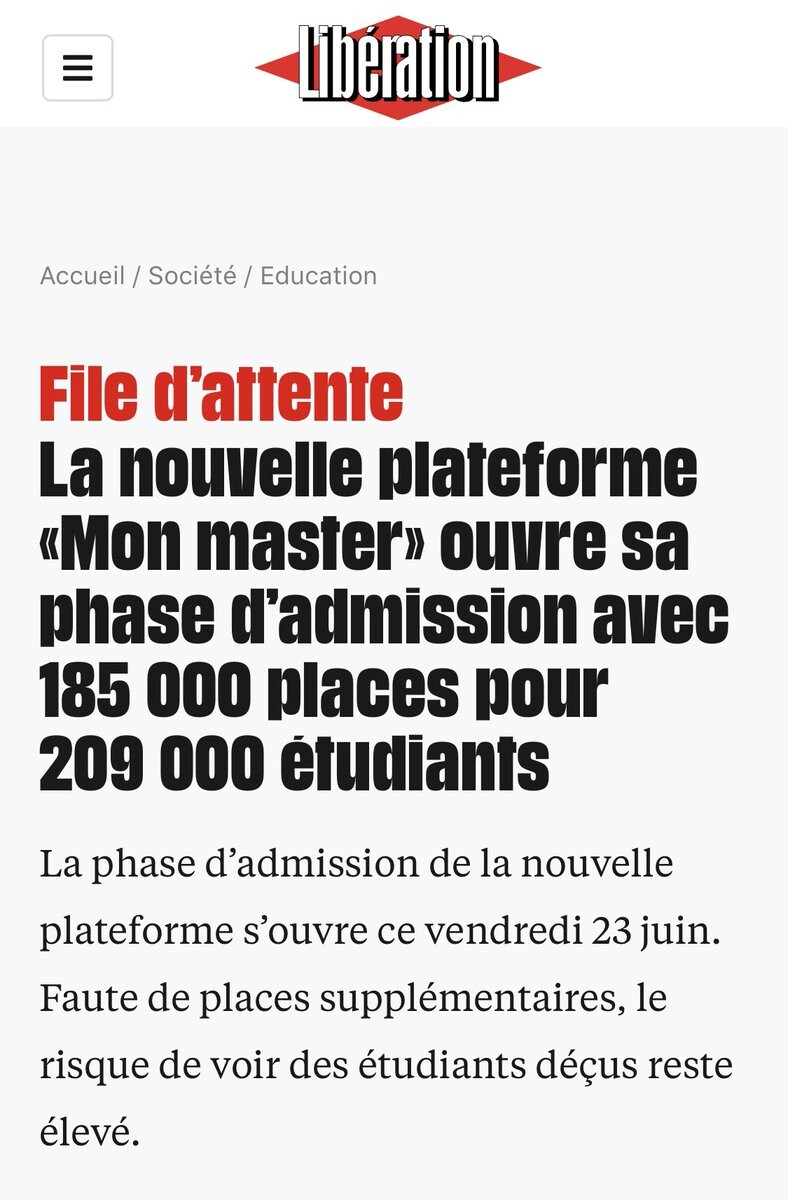 Libération
Accueil / Société / Education
File d’attente
La nouvelle plateforme
«Mon master» ouvre sa
phase d’admission avec
185 000 places pour
209 000 étudiants
La phase d’admission de la nouvelle
plateforme s’ouvre ce vendredi 23 juin.
Faute de places supplémentaires, le
risque de voir des étudiants déçus reste
élevé.